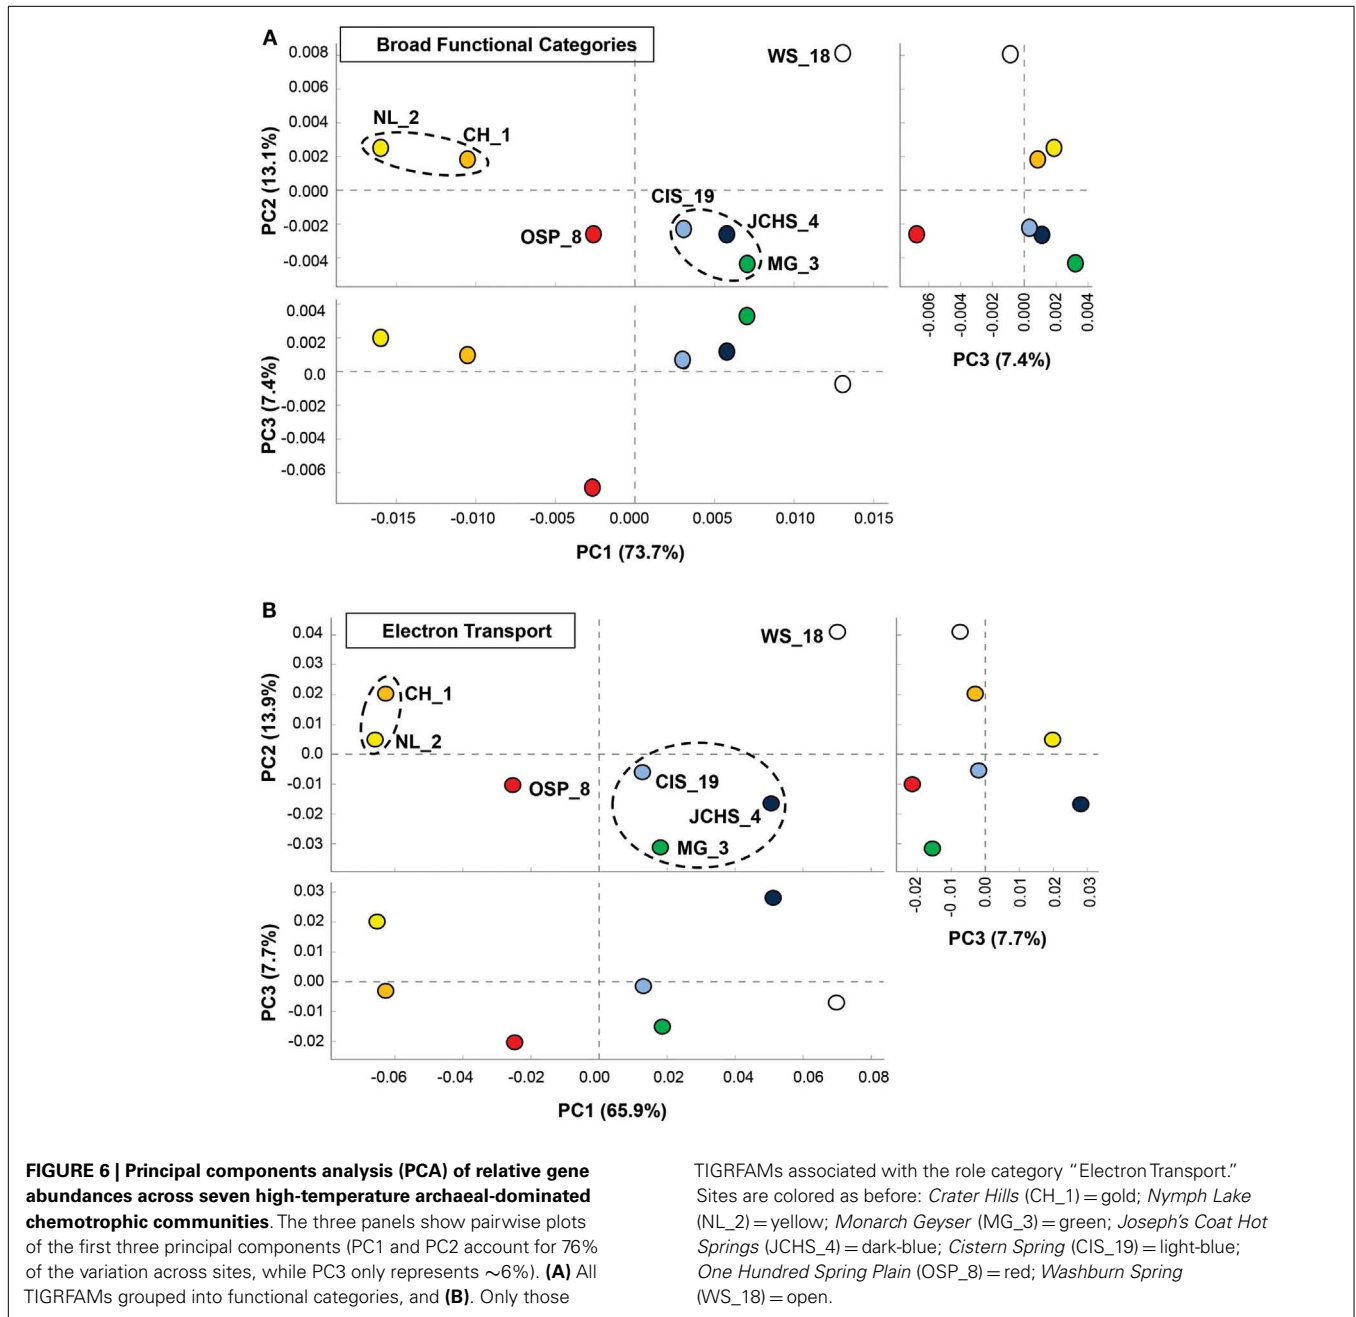 A
Broad Functional Categories
0.008
0.006
0.004
0.002
0.000
-0.002
-0.004
PC2 (13.1%)
NL_2
CH_1
WS_18
CIS_19
JCHS_4
OSP_8
MG_3
-0.006
-0.004
-0.002
0.000
0.002
0.004
PC3 (7.4%)
0.004
0.002
0.0
-0.002
-0.004
-0.006
PC3 (7.4%)
-0.015
-0.010
-0.005
0.000
0.005
0.010
0.015
PC1 (73.7%)
B
Electron Transport
0.04
0.03
0.02
0.01
0.0
-0.01
-0.02
-0.03
PC2 (13.9%)
WS_18
CH_1
NL_2
OSP_8
CIS_19
JCHS_4
MG_3
-0.02
-0.01
0.00
0.01
0.02
0.03
PC3 (7.7%)
0.03
0.02
0.01
0.00
-0.01
-0.02
PC3 (7.7%)
-0.06
-0.04
-0.02
0.00
0.02
0.04
0.06
0.08
PC1 (65.9%)
FIGURE 6 | Principal components analysis (PCA) of relative gene
abundances across seven high-temperature archaeal-dominated
chemotrophic communities. The three panels show pairwise plots
of the first three principal components (PC1 and PC2 account for 76%
of the variation across sites, while PC3 only represents ∼6%). (A) All
TIGRFAMs grouped into functional categories, and (B). Only those
TIGRFAMs associated with the role category “Electron Transport.”
Sites are colored as before: Crater Hills (CH_1) = gold; Nymph Lake
(NL_2) = yellow; Monarch Geyser (MG_3) = green; Joseph’s Coat Hot
Springs (JCHS_4) = dark-blue; Cistern Spring (CIS_19) = light-blue;
One Hundred Spring Plain (OSP_8) = red; Washburn Spring
(WS_18) = open.